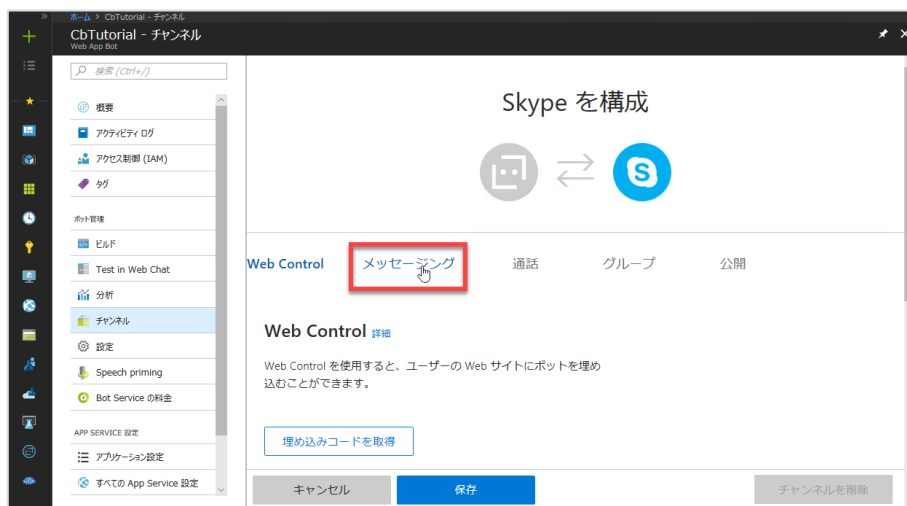 ホーム > CbTutorial - チャンネル
CbTutorial - チャンネル
Web App Bot
検索 (Ctrl+/)
概要
アクティビティ ログ
アクセス制御 (IAM)
タグ
ボット管理
ビルド
Test in Web Chat
分析
チャンネル
設定
Speech priming
Bot Service の料金
APP SERVICE 設定
アプリケーション設定
すべての App Service 設定
Skype を構成
Web Control メッセージング 通話 グループ 公開
Web Control 詳細
Web Control を使用すると、ユーザーの Web サイトにボットを埋め
込むことができます。
埋め込みコードを取得
キャンセル 保存 チャンネルを削除